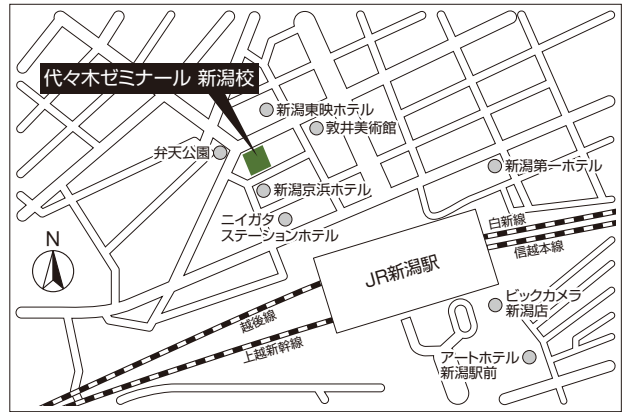 代々木ゼミナール 新潟校
新潟東映ホテル
敦井美術館
弁天公園
新潟第一ホテル
新潟京浜ホテル
ニイガタ
ステーションホテル
白新線
信越本線
N
JR新潟駅
ビックカメラ
新潟店
越後線
上越新幹線
アートホテル
新潟駅前